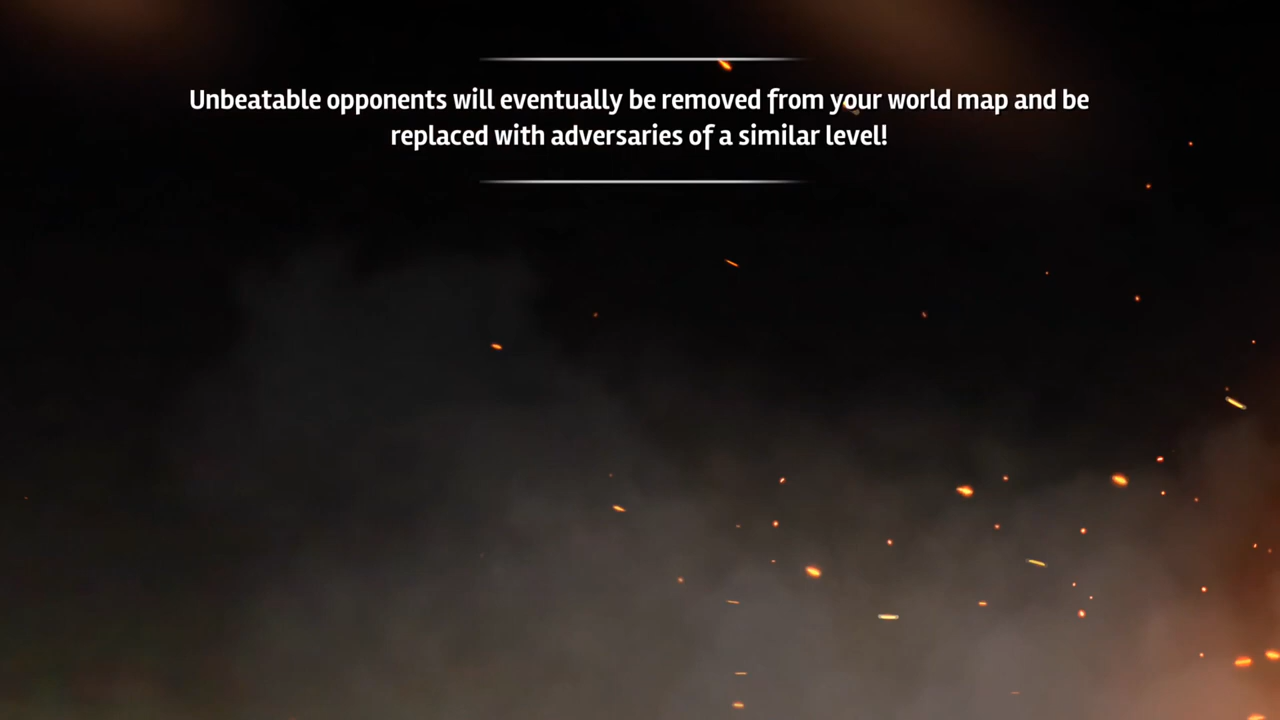 Unbeatable opponents will eventually be removed from your world map and be
replaced with adversaries of a similar level!